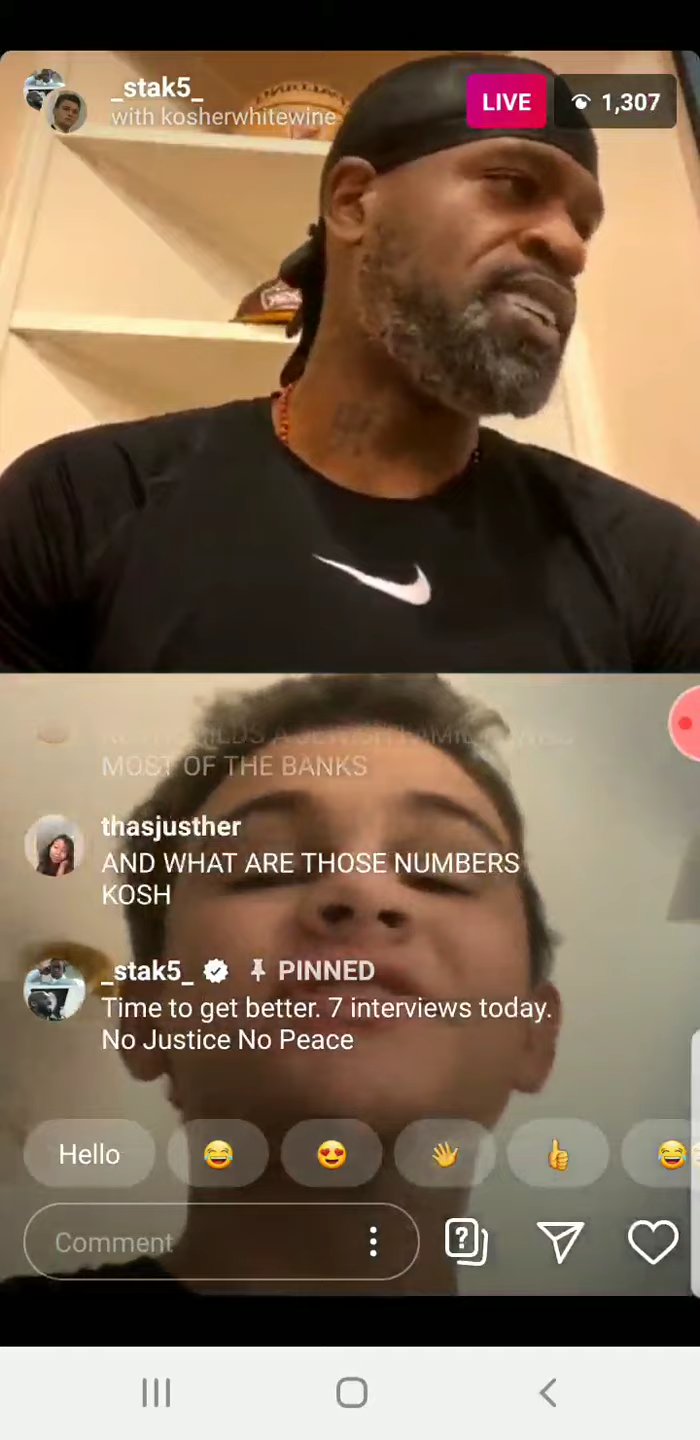 _stak5_
with kosherwhitewine
LIVE
1,307
MOST OF THE BANKS
thasjusther
AND WHAT ARE THOSE NUMBERS
KOSH
_stak5_ PINNED
Time to get better. 7 interviews today.
No Justice No Peace
Hello
Comment